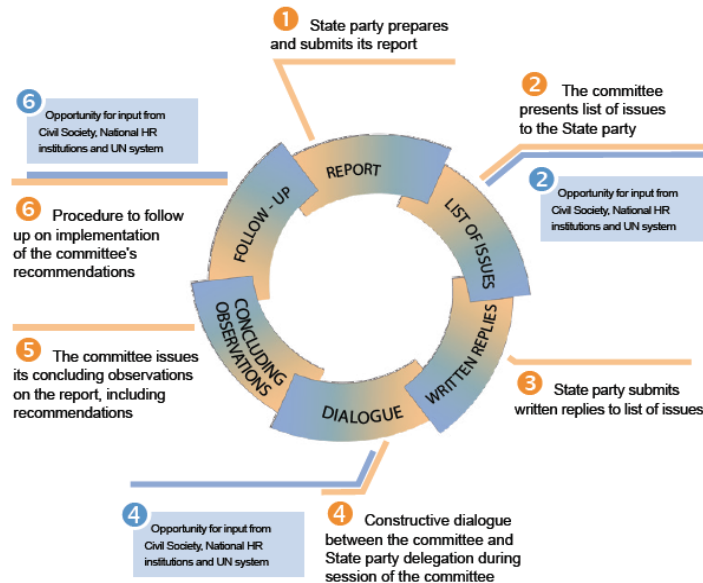 1 State party prepares
and submits its report
2 The committee
presents list of issues
to the State party
2 Opportunity for input from
Civil Society, National HR
institutions and UN system
3 State party submits
written replies to list of issues
4 Constructive dialogue
between the committee and
State party delegation during
session of the committee
4 Opportunity for input from
Civil Society, National HR
institutions and UN system
5 The committee issues
its concluding observations
on the report, including
recommendations
6 Procedure to follow
up on implementation
of the committee's
recommendations
6 Opportunity for input from
Civil Society, National HR
institutions and UN system
REPORT
LIST OF ISSUES
WRITTEN REPLIES
DIALOGUE
CONCLUDING
OBSERVATIONS
FOLLOW - UP